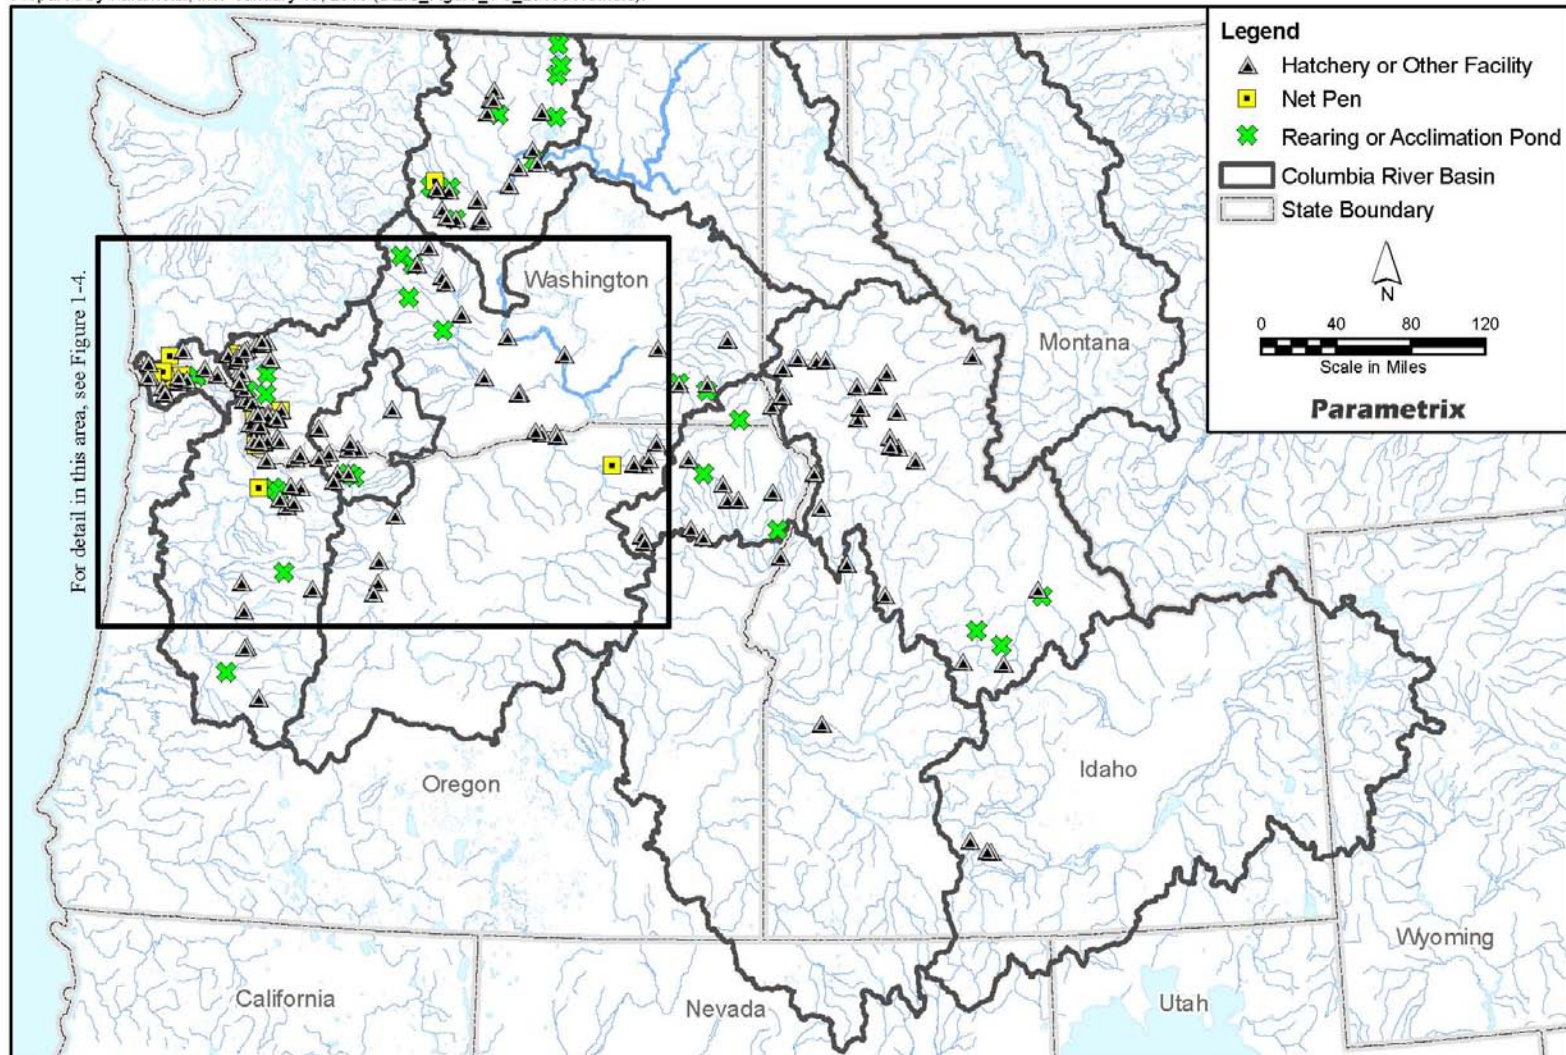 Legend
Hatchery or Other Facility
Net Pen
Rearing or Acclimation Pond
Columbia River Basin
State Boundary
N
0 40 80 120
Scale in Miles
Parametrix
For detail in this area, see Figure 1-4.
Washington
Montana
Oregon
Idaho
Wyoming
California
Nevada
Utah